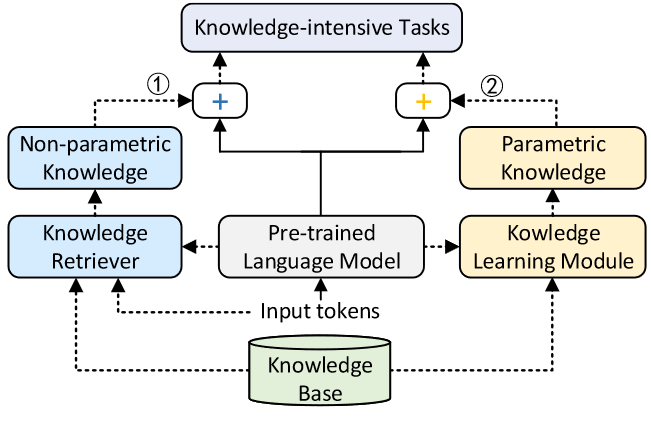 Knowledge-intensive Tasks
①
+
+
②
Non-parametric
Knowledge
Parametric
Knowledge
Knowledge
Retriever
Pre-trained
Language Model
Kowledge
Learning Module
Input tokens
Knowledge
Base